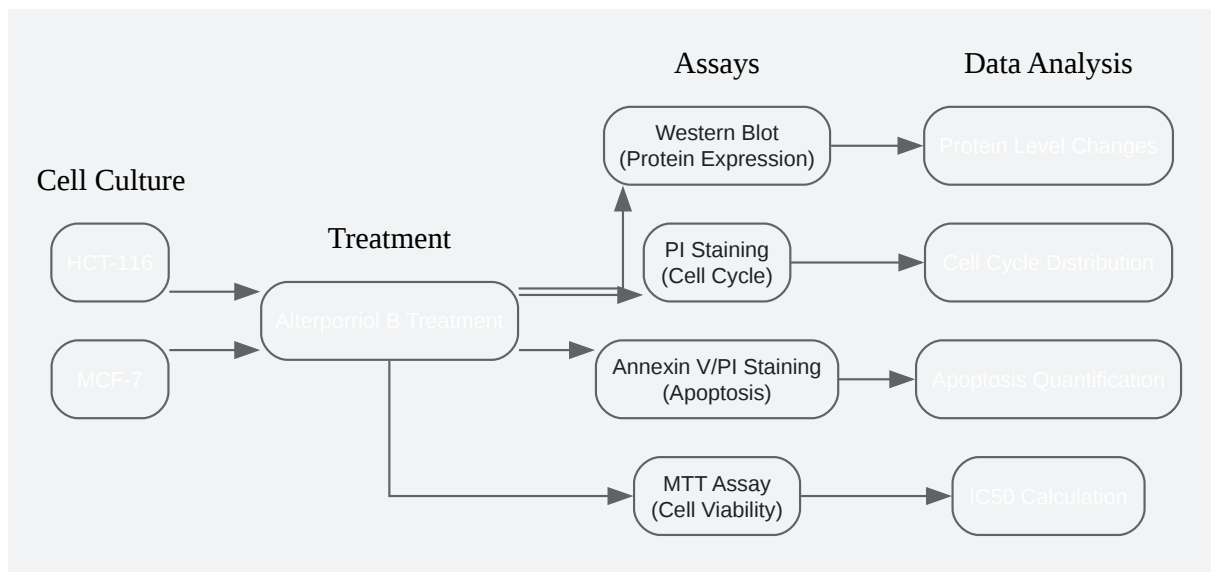 Cell Culture
HCT-116
MCF-7
Treatment
Alterporriol B Treatment
Assays
Western Blot
(Protein Expression)
PI Staining
(Cell Cycle)
Annexin V/PI Staining
(Apoptosis)
MTT Assay
(Cell Viability)
Data Analysis
Protein Level Changes
Cell Cycle Distribution
Apoptosis Quantification
IC50 Calculation